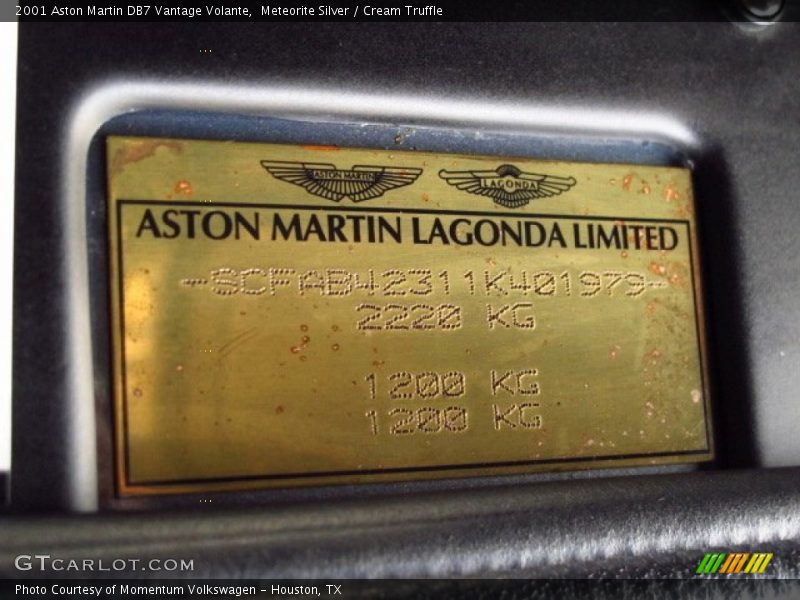 2001 Aston Martin DB7 Vantage Volante,  Meteorite Silver / Cream Truffle
ASTON MARTIN LAGONDA
ASTON MARTIN LAGONDA LIMITED
-SCFAB42311K401979-
2220 KG
1200 KG
1200 KG
GTCARLOT.COM
Photo Courtesy of Momentum Volkswagen - Houston, TX